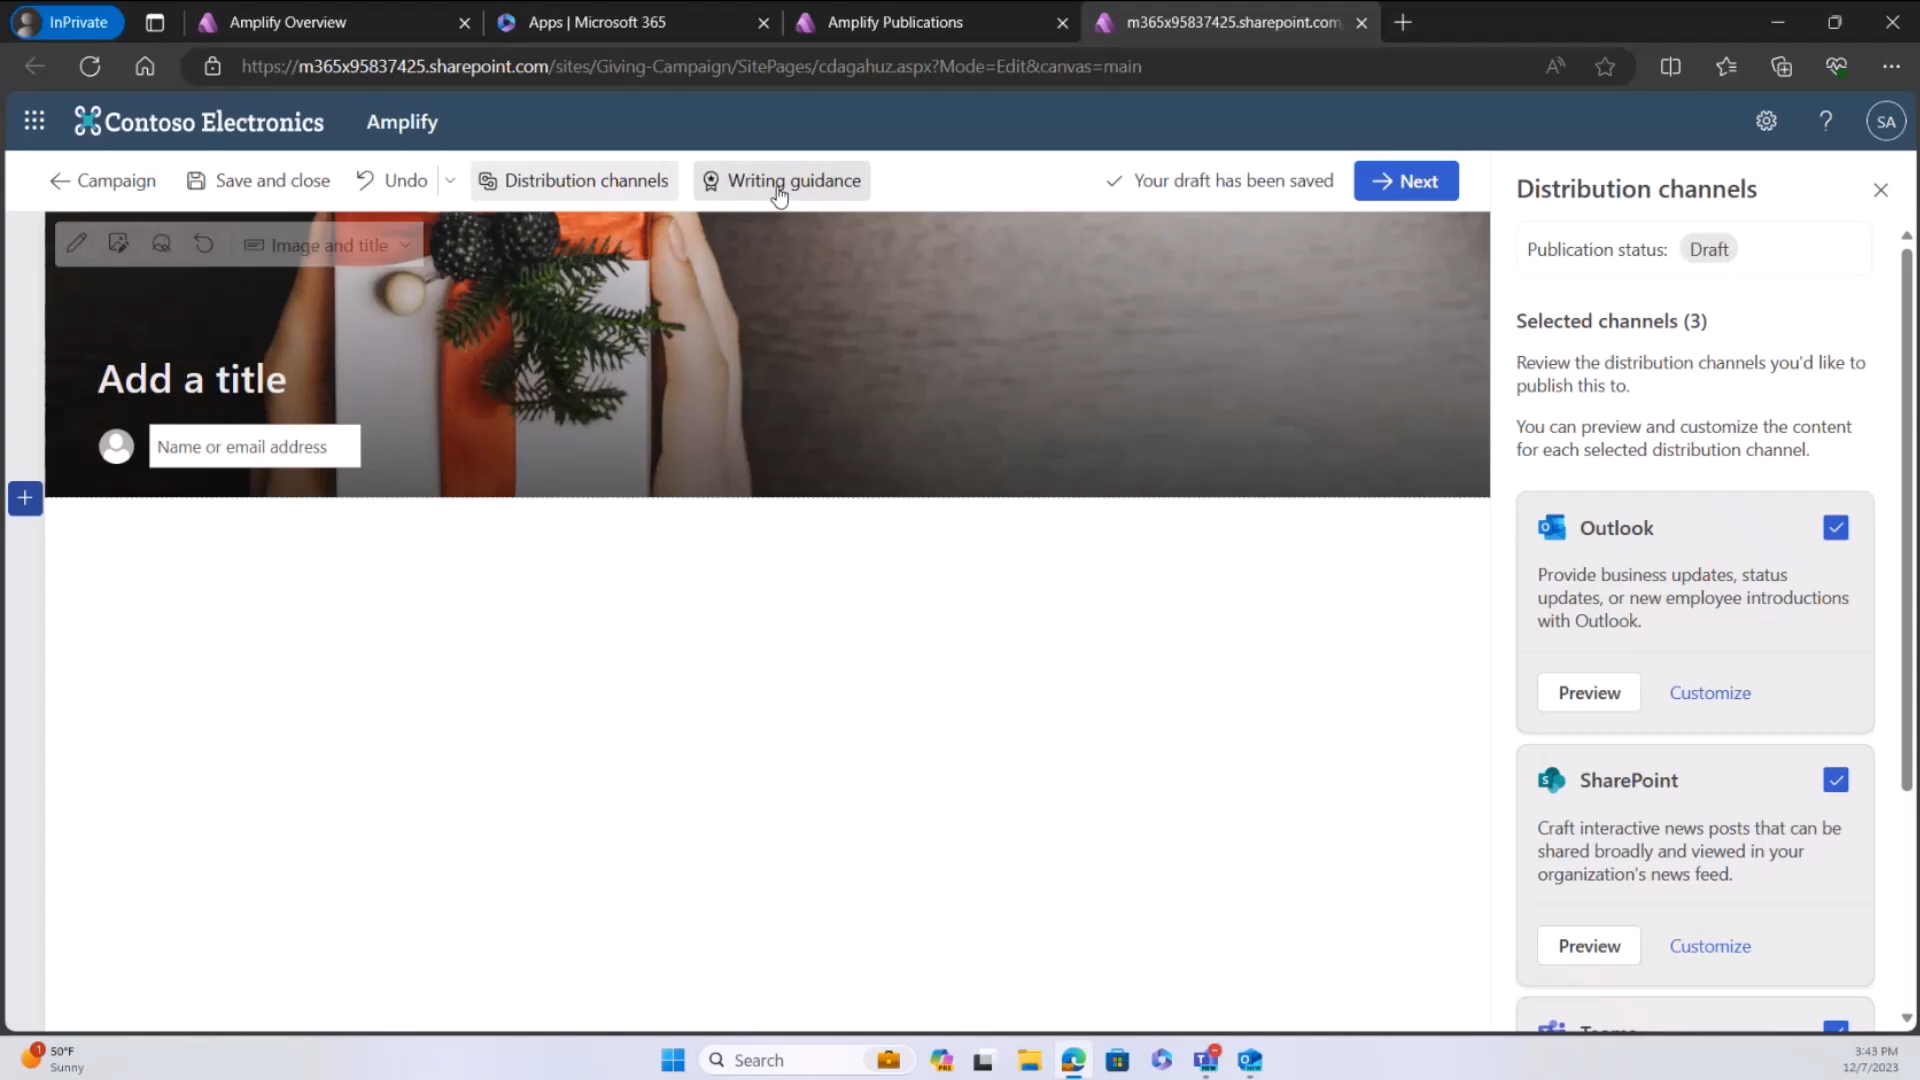 InPrivate
Amplify Overview
Apps | Microsoft 365
Amplify Publications
m365x95837425.sharepoint.com
https://m365x95837425.sharepoint.com/sites/Giving-Campaign/SitePages/cdagahuz.aspx?Mode=Edit&canvas=main
Contoso Electronics
Amplify
SA
Campaign
Save and close
Undo
Distribution channels
Writing guidance
Your draft has been saved
Next
Image and title
Add a title
Name or email address
Distribution channels
Publication status: Draft
Selected channels (3)
Review the distribution channels you'd like to
publish this to.
You can preview and customize the content
for each selected distribution channel.
Outlook
Provide business updates, status
updates, or new employee introductions
with Outlook.
Preview
Customize
SharePoint
Craft interactive news posts that can be
shared broadly and viewed in your
organization's news feed.
Preview
Customize
Teams
1
50°F
Sunny
Search
PRE
NEW
NEW
3:43 PM
12/7/2023